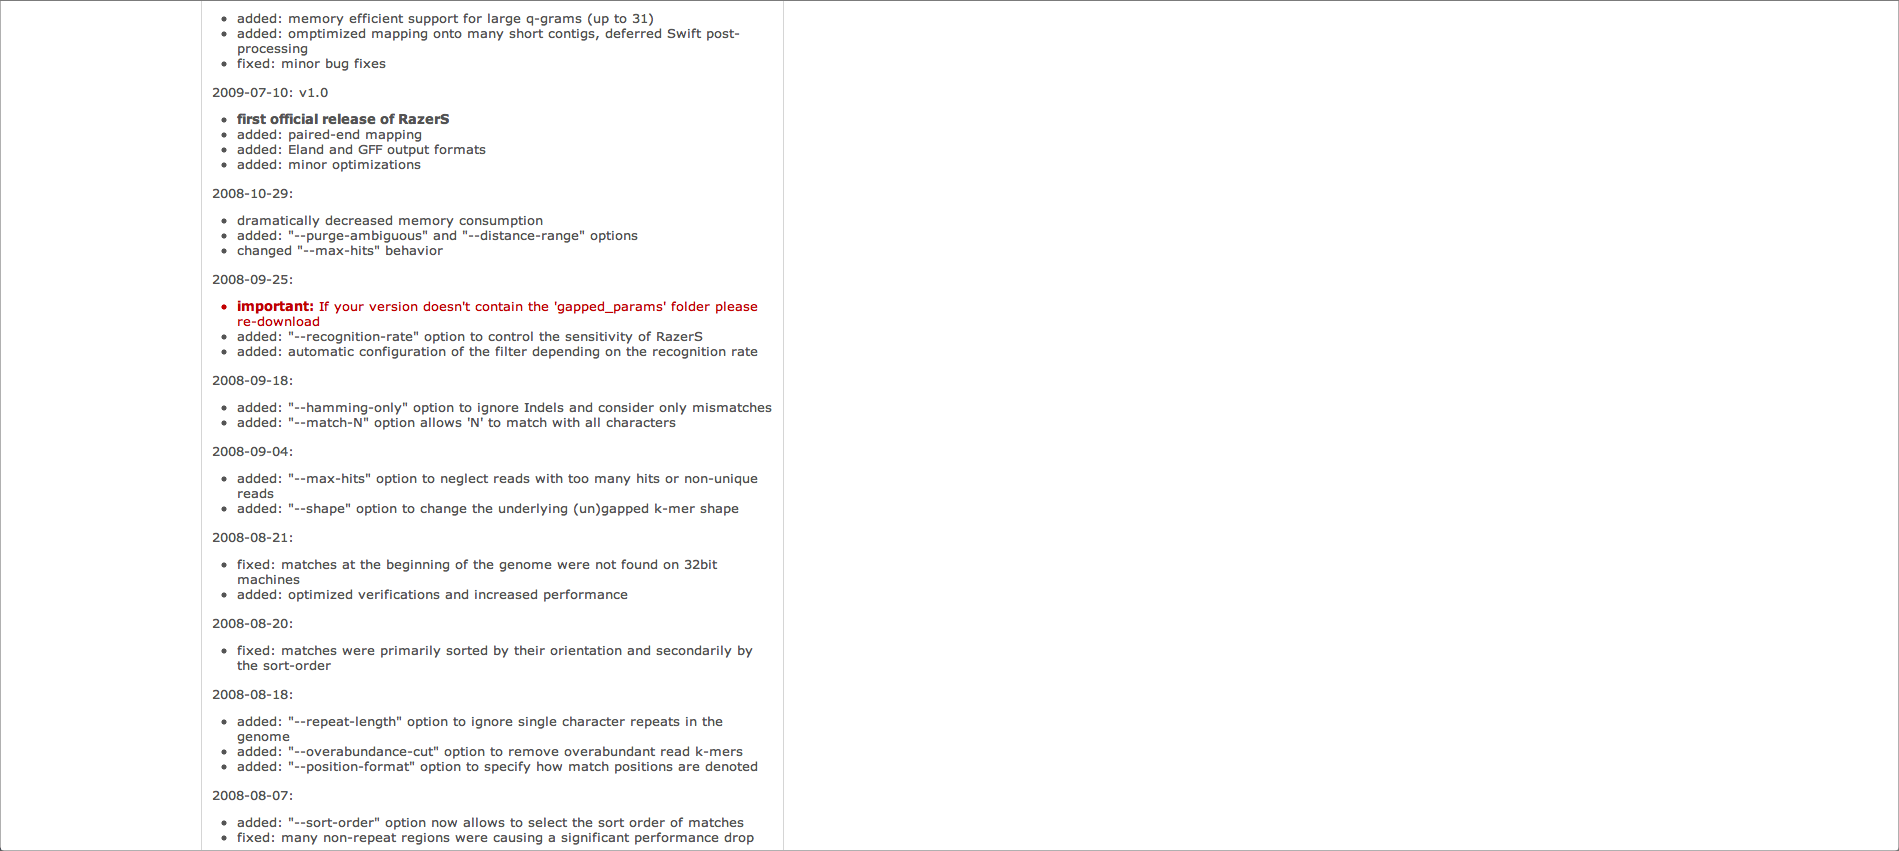 • added: memory efficient support for large q-grams (up to 31)
• added: omptimized mapping onto many short contigs, deferred Swift post-
processing
• fixed: minor bug fixes
2009-07-10: v1.0
• first official release of RazerS
• added: paired-end mapping
• added: Eland and GFF output formats
• added: minor optimizations
2008-10-29:
• dramatically decreased memory consumption
• added: "--purge-ambiguous" and "--distance-range" options
• changed "--max-hits" behavior
2008-09-25:
• important: If your version doesn't contain the 'gapped_params' folder please
re-download
• added: "--recognition-rate" option to control the sensitivity of RazerS
• added: automatic configuration of the filter depending on the recognition rate
2008-09-18:
• added: "--hamming-only" option to ignore Indels and consider only mismatches
• added: "--match-N" option allows 'N' to match with all characters
2008-09-04:
• added: "--max-hits" option to neglect reads with too many hits or non-unique
reads
• added: "--shape" option to change the underlying (un)gapped k-mer shape
2008-08-21:
• fixed: matches at the beginning of the genome were not found on 32bit
machines
• added: optimized verifications and increased performance
2008-08-20:
• fixed: matches were primarily sorted by their orientation and secondarily by
the sort-order
2008-08-18:
• added: "--repeat-length" option to ignore single character repeats in the
genome
• added: "--overabundance-cut" option to remove overabundant read k-mers
• added: "--position-format" option to specify how match positions are denoted
2008-08-07:
• added: "--sort-order" option now allows to select the sort order of matches
• fixed: many non-repeat regions were causing a significant performance drop